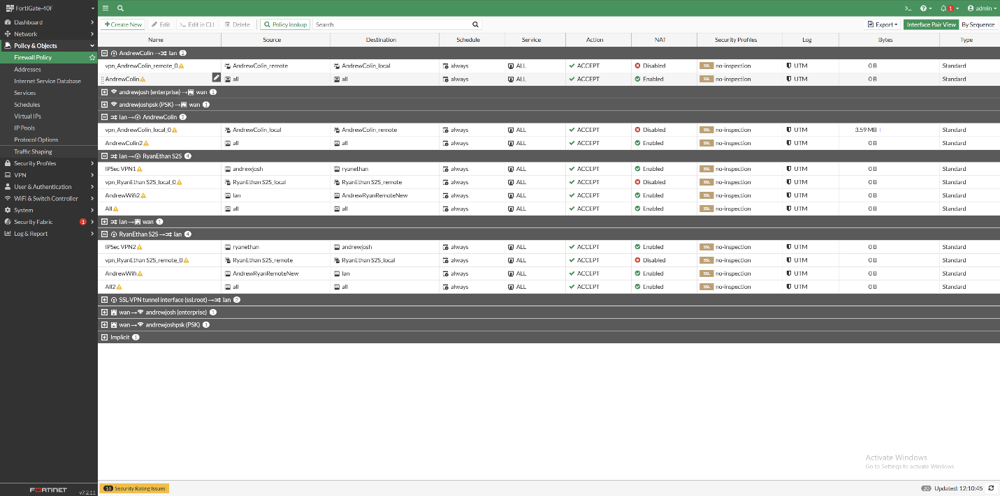 FortiGate-40F
admin
1
Dashboard
Network
Policy & Objects
Firewall Policy
Addresses
Internet Service Database
Services
Schedules
Virtual IPs
IP Pools
Protocol Options
Traffic Shaping
Security Profiles
VPN
User & Authentication
WiFi & Switch Controller
System
Security Fabric 1
Log & Report
FORTINET v7.2.11
Create New Edit Edit in CLI Delete Policy lookup Search Export Interface Pair View By Sequence
Name Source Destination Schedule Service Action NAT Security Profiles Log Bytes Type
AndrewColin → lan 2
vpn_AndrewColin_remote_0 AndrewColin_remote AndrewColin_local always ALL ACCEPT Disabled SSL no-inspection UTM 0 B Standard
AndrewColin all all always ALL ACCEPT Enabled SSL no-inspection UTM 0 B Standard
andrewjosh (enterprise) → wan 1
andrewjoshpsk (PSK) → wan 1
lan → AndrewColin 2
vpn_AndrewColin_local_0 AndrewColin_local AndrewColin_remote always ALL ACCEPT Disabled SSL no-inspection UTM 3.59 MB Standard
AndrewColin2 all all always ALL ACCEPT Enabled SSL no-inspection UTM 0 B Standard
lan → RyanEthan S2S 4
IPSec VPN1 andrewjosh ryanethan always ALL ACCEPT Enabled SSL no-inspection UTM 0 B Standard
vpn_RyanEthan S2S_local_0 RyanEthan S2S_local RyanEthan S2S_remote always ALL ACCEPT Disabled SSL no-inspection UTM 0 B Standard
AndrewWifi2 lan AndrewRyanRemoteNew always ALL ACCEPT Enabled SSL no-inspection UTM 0 B Standard
All all all always ALL ACCEPT Enabled SSL no-inspection UTM 0 B Standard
lan → wan 1
RyanEthan S2S → lan 4
IPSec VPN2 ryanethan andrewjosh always ALL ACCEPT Enabled SSL no-inspection UTM 0 B Standard
vpn_RyanEthan S2S_remote_0 RyanEthan S2S_remote RyanEthan S2S_local always ALL ACCEPT Disabled SSL no-inspection UTM 0 B Standard
AndrewWifi AndrewRyanRemoteNew lan always ALL ACCEPT Enabled SSL no-inspection UTM 0 B Standard
All2 all all always ALL ACCEPT Enabled SSL no-inspection UTM 0 B Standard
SSL-VPN tunnel interface (ssl.root) → lan 2
wan → andrewjosh (enterprise) 1
wan → andrewjoshpsk (PSK) 1
Implicit 1
Activate Windows
Go to Settings to activate Windows.
16 Security Rating Issues
20 Updated: 12:10:45